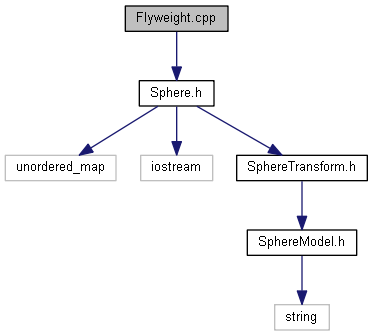 Flyweight.cpp
Sphere.h
unordered_map
iostream
SphereTransform.h
SphereModel.h
string